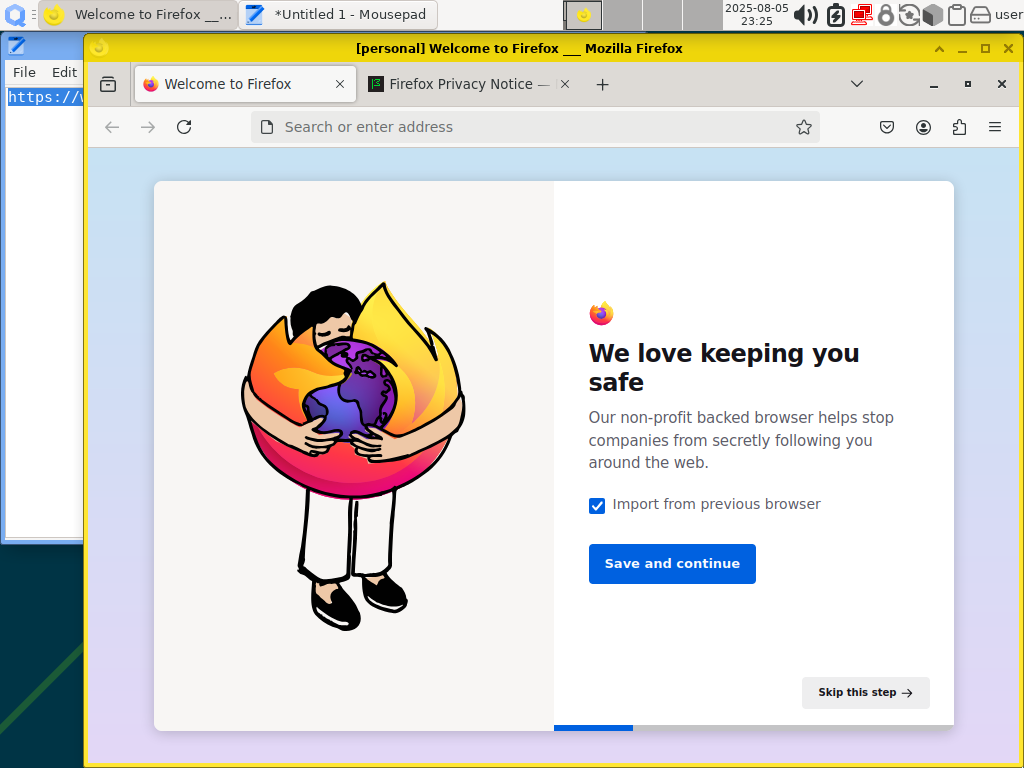 Welcome to Firefox __...
*Untitled 1 - Mousepad
2025-08-05
23:25
user
[personal] Welcome to Firefox __ Mozilla Firefox
File Edit
https://w
Welcome to Firefox
Firefox Privacy Notice —
Search or enter address
We love keeping you
safe
Our non-profit backed browser helps stop
companies from secretly following you
around the web.
Import from previous browser
Save and continue
Skip this step